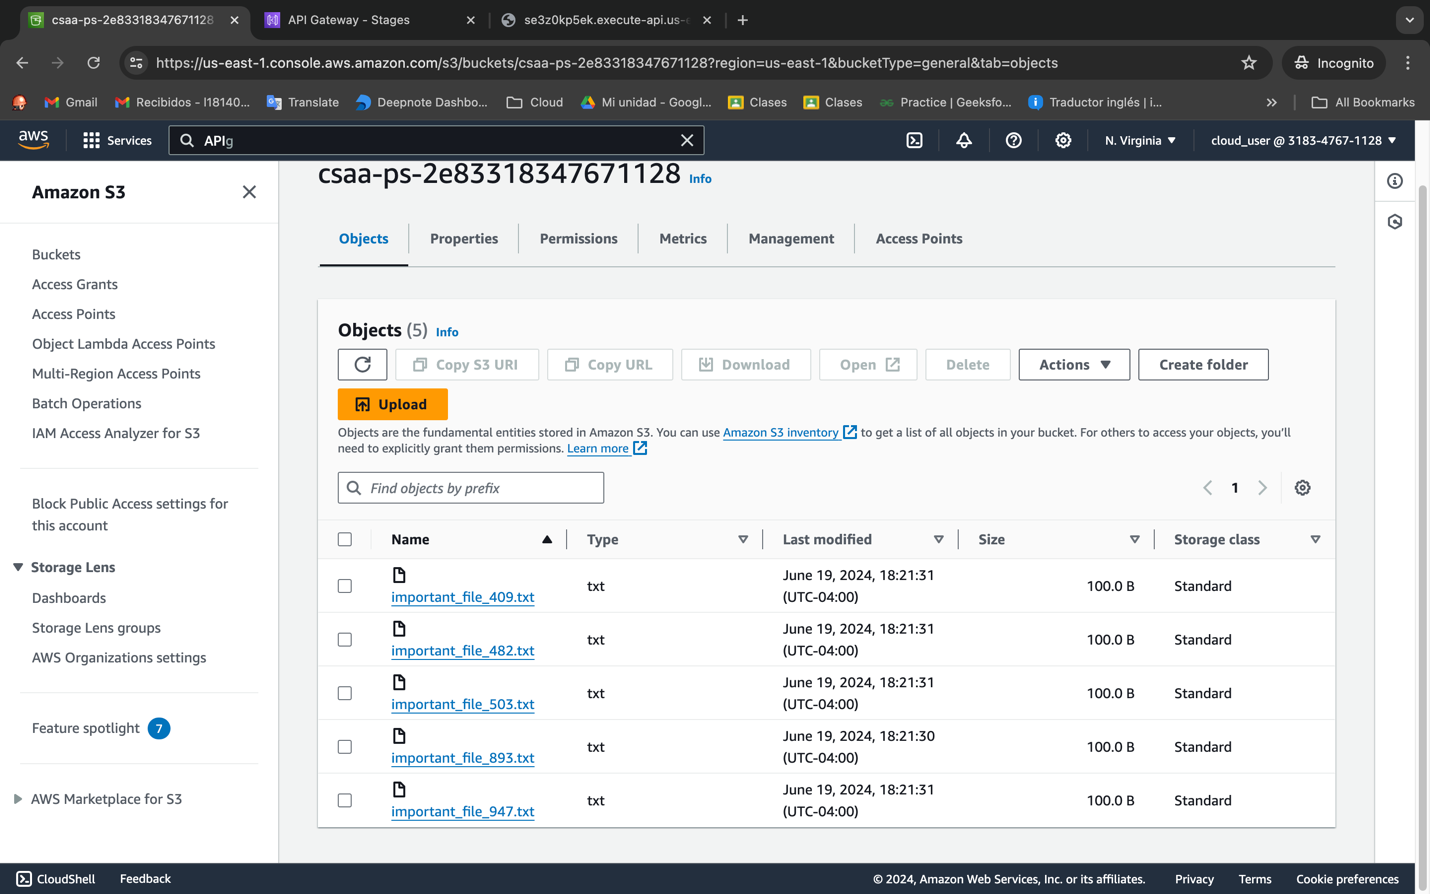 csaa-ps-2e83318347671128
API Gateway - Stages
se3z0kp5ek.execute-api.us-e
https://us-east-1.console.aws.amazon.com/s3/buckets/csaa-ps-2e83318347671128?region=us-east-1&bucketType=general&tab=objects
Incognito
Gmail
Recibidos - l18140...
Translate
Deepnote Dashbo...
Cloud
Mi unidad - Googl...
Clases
Clases
Practice | Geeksfo...
Traductor inglés | i...
All Bookmarks
aws
Services
APIg
N. Virginia
cloud_user @ 3183-4767-1128
Amazon S3
Buckets
Access Grants
Access Points
Object Lambda Access Points
Multi-Region Access Points
Batch Operations
IAM Access Analyzer for S3
Block Public Access settings for
this account
Storage Lens
Dashboards
Storage Lens groups
AWS Organizations settings
Feature spotlight 7
AWS Marketplace for S3
csaa-ps-2e83318347671128 Info
Objects
Properties
Permissions
Metrics
Management
Access Points
Objects (5) Info
Copy S3 URI
Copy URL
Download
Open
Delete
Actions
Create folder
Upload
Objects are the fundamental entities stored in Amazon S3. You can use Amazon S3 inventory to get a list of all objects in your bucket. For others to access your objects, you'll
need to explicitly grant them permissions. Learn more
Find objects by prefix
1
Name Type Last modified Size Storage class
important_file_409.txt txt June 19, 2024, 18:21:31 (UTC-04:00) 100.0 B Standard
important_file_482.txt txt June 19, 2024, 18:21:31 (UTC-04:00) 100.0 B Standard
important_file_503.txt txt June 19, 2024, 18:21:31 (UTC-04:00) 100.0 B Standard
important_file_893.txt txt June 19, 2024, 18:21:30 (UTC-04:00) 100.0 B Standard
important_file_947.txt txt June 19, 2024, 18:21:31 (UTC-04:00) 100.0 B Standard
CloudShell
Feedback
© 2024, Amazon Web Services, Inc. or its affiliates.
Privacy
Terms
Cookie preferences